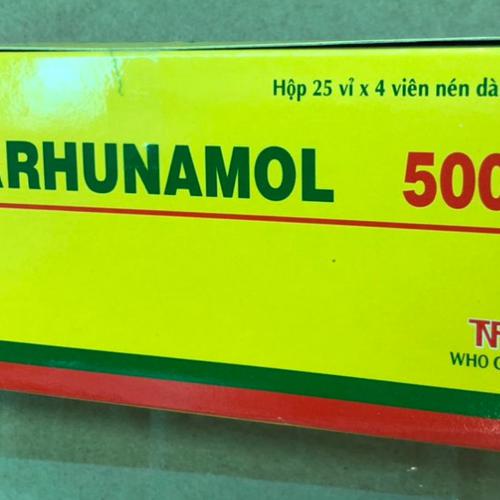 Hộp 25 vỉ x 4 viên nén dà
ARHUNAMOL 500
WHO